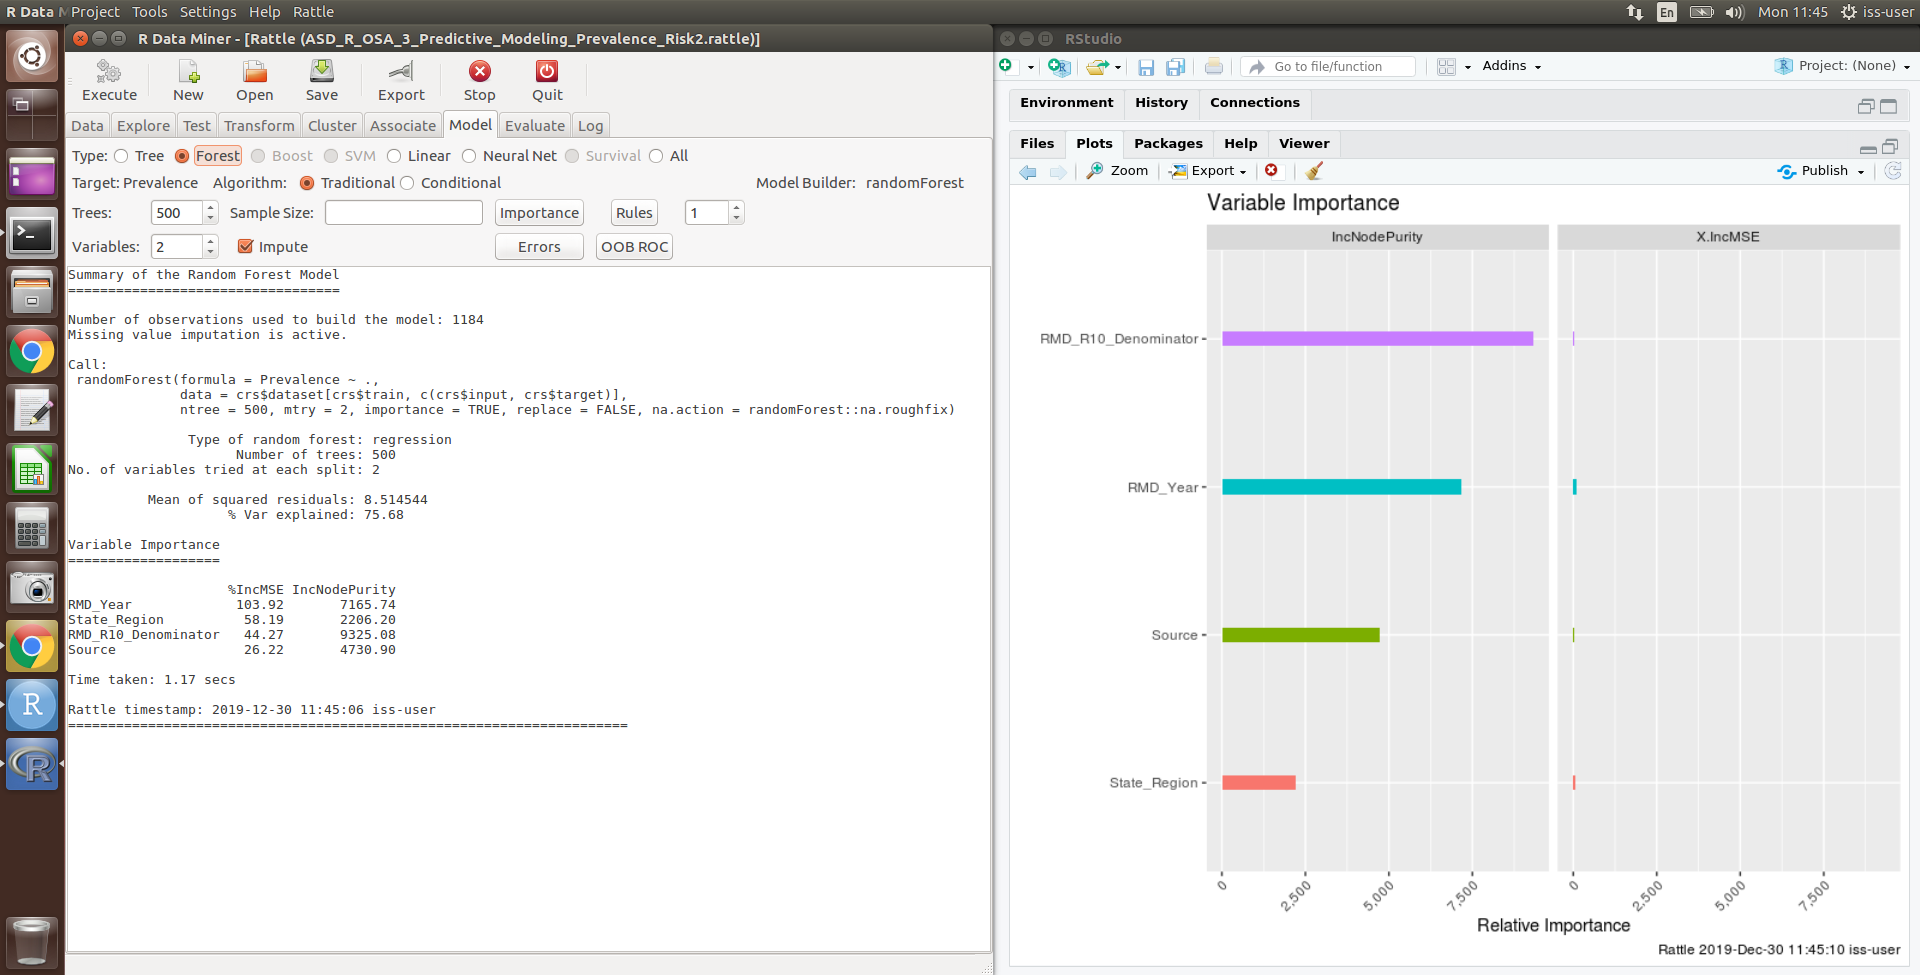 R Data M Project Tools Settings Help Rattle
En Mon 11:45 iss-user
R Data Miner - [Rattle (ASD_R_OSA_3_Predictive_Modeling_Prevalence_Risk2.rattle)]
Execute New Open Save Export Stop Quit
Data Explore Test Transform Cluster Associate Model Evaluate Log
Type: Tree Forest Boost SVM Linear Neural Net Survival All
Target: Prevalence Algorithm: Traditional Conditional Model Builder: randomForest
Trees: 500 Sample Size: Importance Rules 1
Variables: 2 Impute Errors OOB ROC
Summary of the Random Forest Model
==================================
Number of observations used to build the model: 1184
Missing value imputation is active.
Call:
randomForest(formula = Prevalence ~ .,
data = crs$dataset[crs$train, c(crs$input, crs$target)],
ntree = 500, mtry = 2, importance = TRUE, replace = FALSE, na.action = randomForest::na.roughfix)
Type of random forest: regression
Number of trees: 500
No. of variables tried at each split: 2
Mean of squared residuals: 8.514544
% Var explained: 75.68
Variable Importance
===================
%IncMSE IncNodePurity
RMD_Year 103.92 7165.74
State_Region 58.19 2206.20
RMD_R10_Denominator 44.27 9325.08
Source 26.22 4730.90
Time taken: 1.17 secs
Rattle timestamp: 2019-12-30 11:45:06 iss-user
======================================================================
RStudio
Go to file/function Addins Project: (None)
Environment History Connections
Files Plots Packages Help Viewer
Zoom Export Publish
Variable Importance
IncNodePurity X.IncMSE
RMD_R10_Denominator
RMD_Year
Source
State_Region
0 2,500 5,000 7,500 0 2,500 5,000 7,500
Relative Importance
Rattle 2019-Dec-30 11:45:10 iss-user